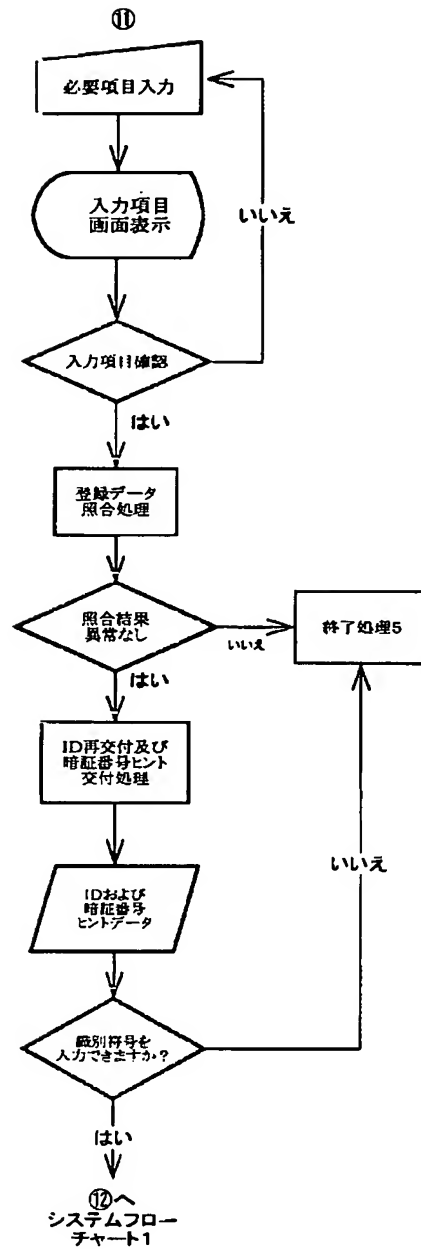 ⑪
必要項目入力
入力項目
画面表示
いいえ
入力項目確認
はい
登録データ
照合処理
照合結果
異常なし
いいえ
終了処理5
はい
ID再交付及び
暗証番号ヒント
交付処理
いいえ
IDおよび
暗証番号
ヒントデータ
識別符号を
入力できますか？
はい
⑫へ
システムフロー
チャート1